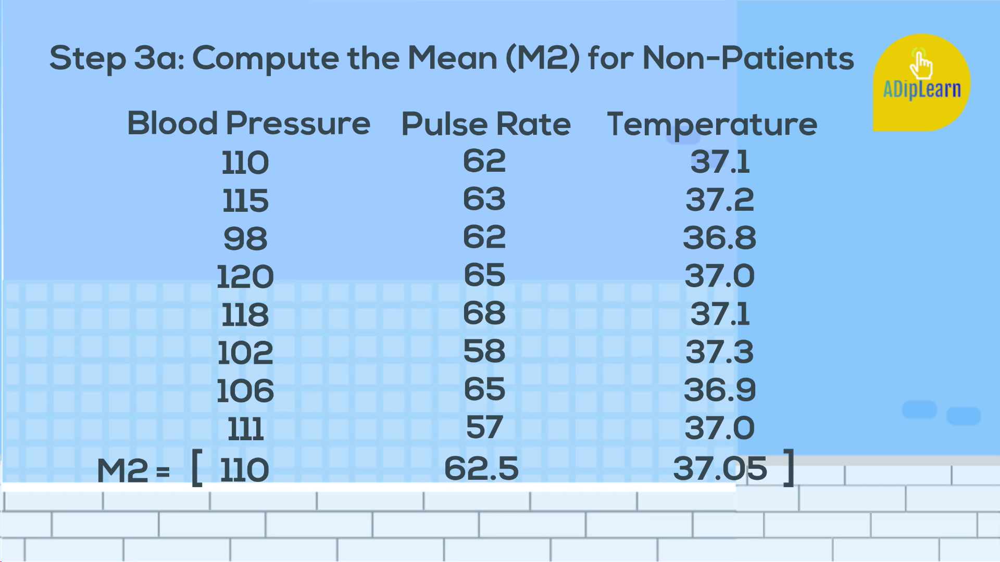 Step 3a: Compute the Mean (M2) for Non-Patients
ADipLearn
Blood Pressure Pulse Rate Temperature
110 62 37.1
115 63 37.2
98 62 36.8
120 65 37.0
118 68 37.1
102 58 37.3
106 65 36.9
111 57 37.0
M2 = [ 110 62.5 37.05 ]